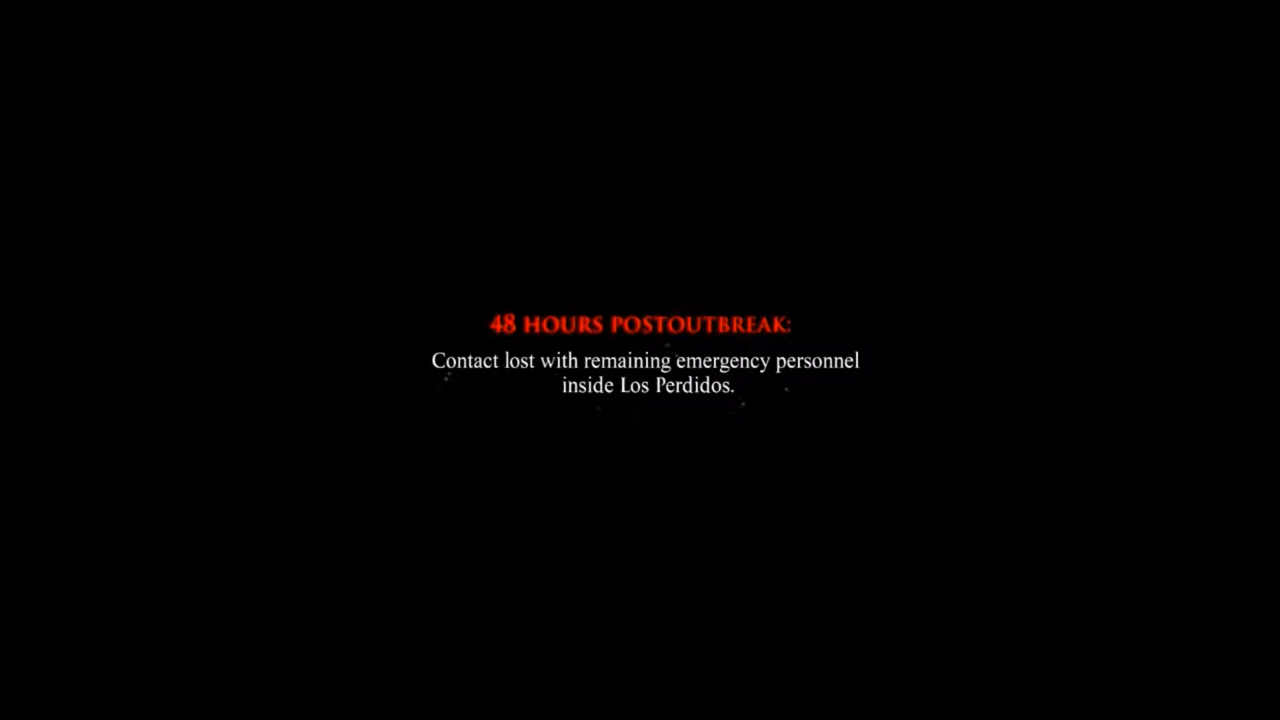 48 HOURS POSTOUTBREAK:
Contact lost with remaining emergency personnel
inside Los Perdidos.